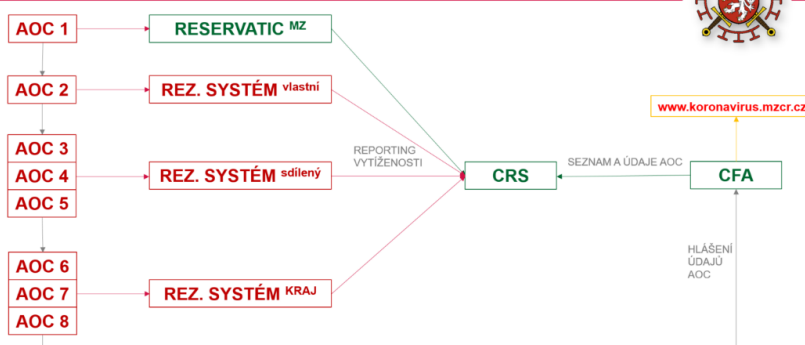 AOC 1
RESERVATIC MZ
AOC 2
REZ. SYSTÉM vlastní
www.koronavirus.mzcr.cz
AOC 3
AOC 4
AOC 5
REZ. SYSTÉM sdílený
REPORTING
VYTÍŽENOSTI
CRS
SEZNAM A ÚDAJE AOC
CFA
HLÁŠENÍ
ÚDAJŮ
AOC
AOC 6
AOC 7
AOC 8
REZ. SYSTÉM KRAJ